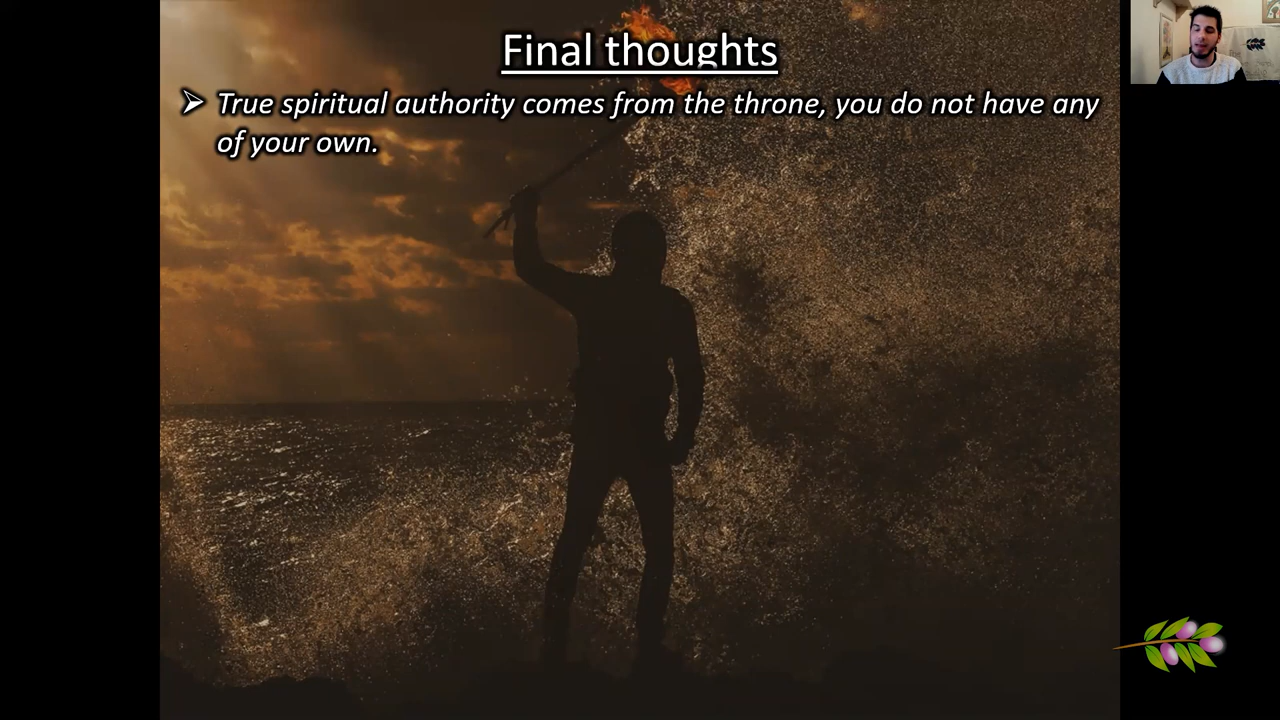 Final thoughts
➢ True spiritual authority comes from the throne, you do not have any
of your own.